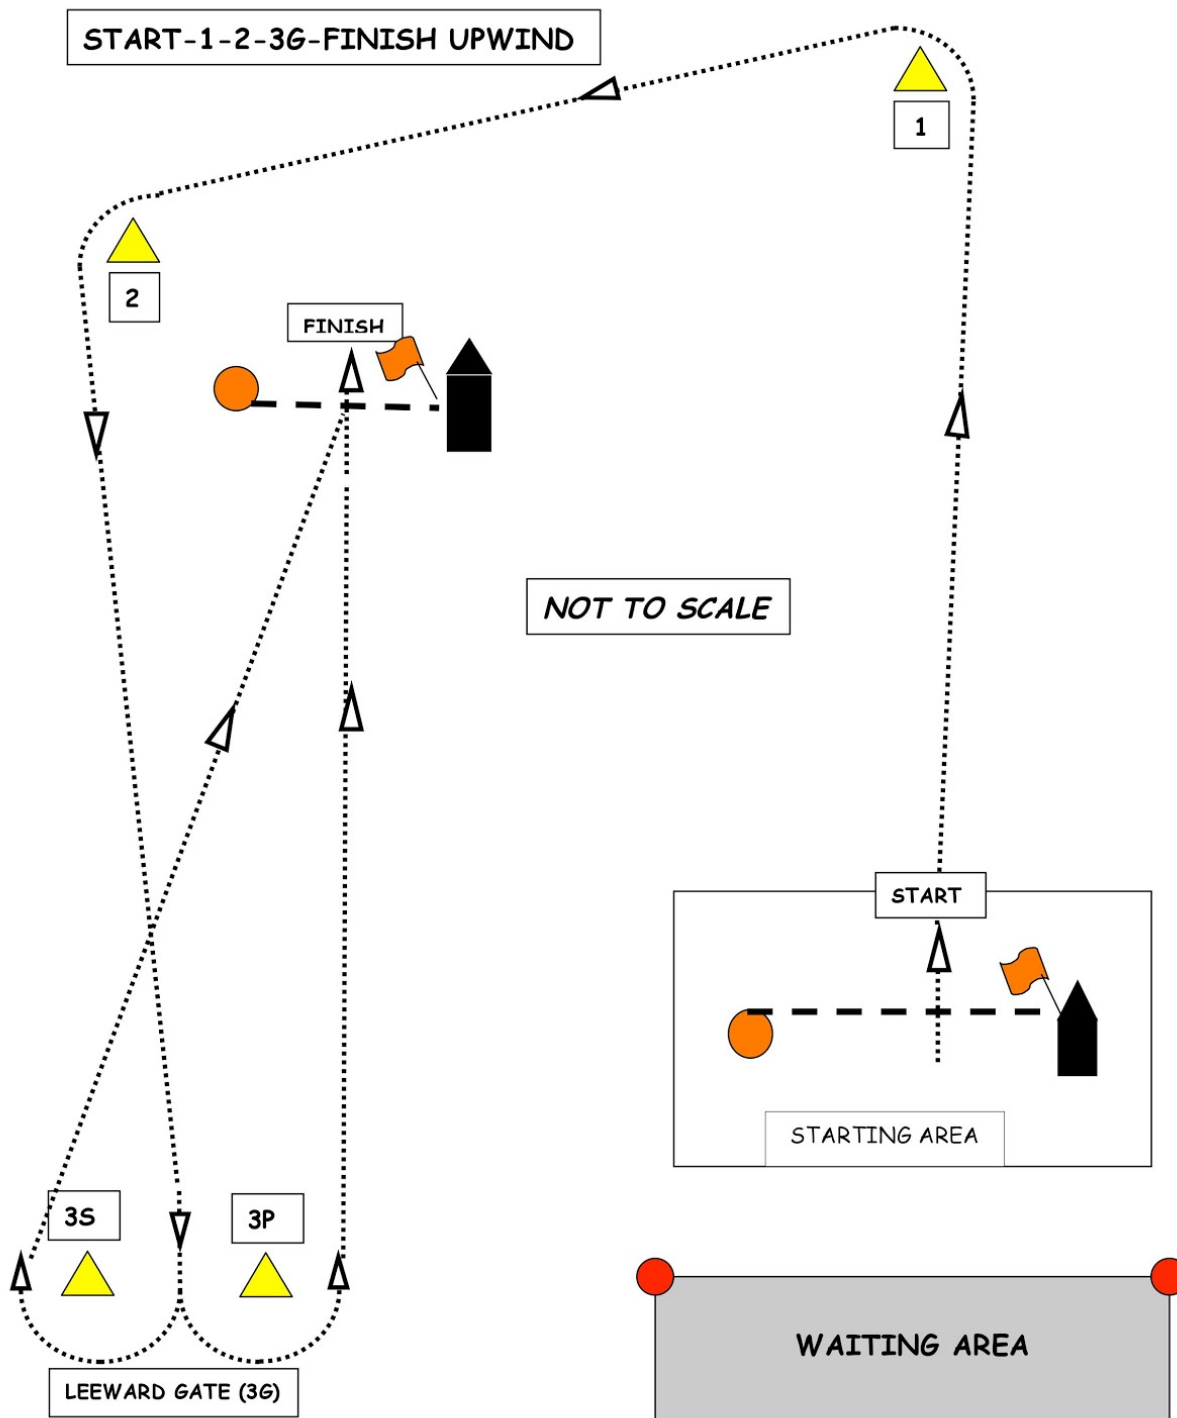 START-1-2-3G-FINISH UPWIND
1
2
FINISH
NOT TO SCALE
START
STARTING AREA
3S
3P
WAITING AREA
LEEWARD GATE (3G)